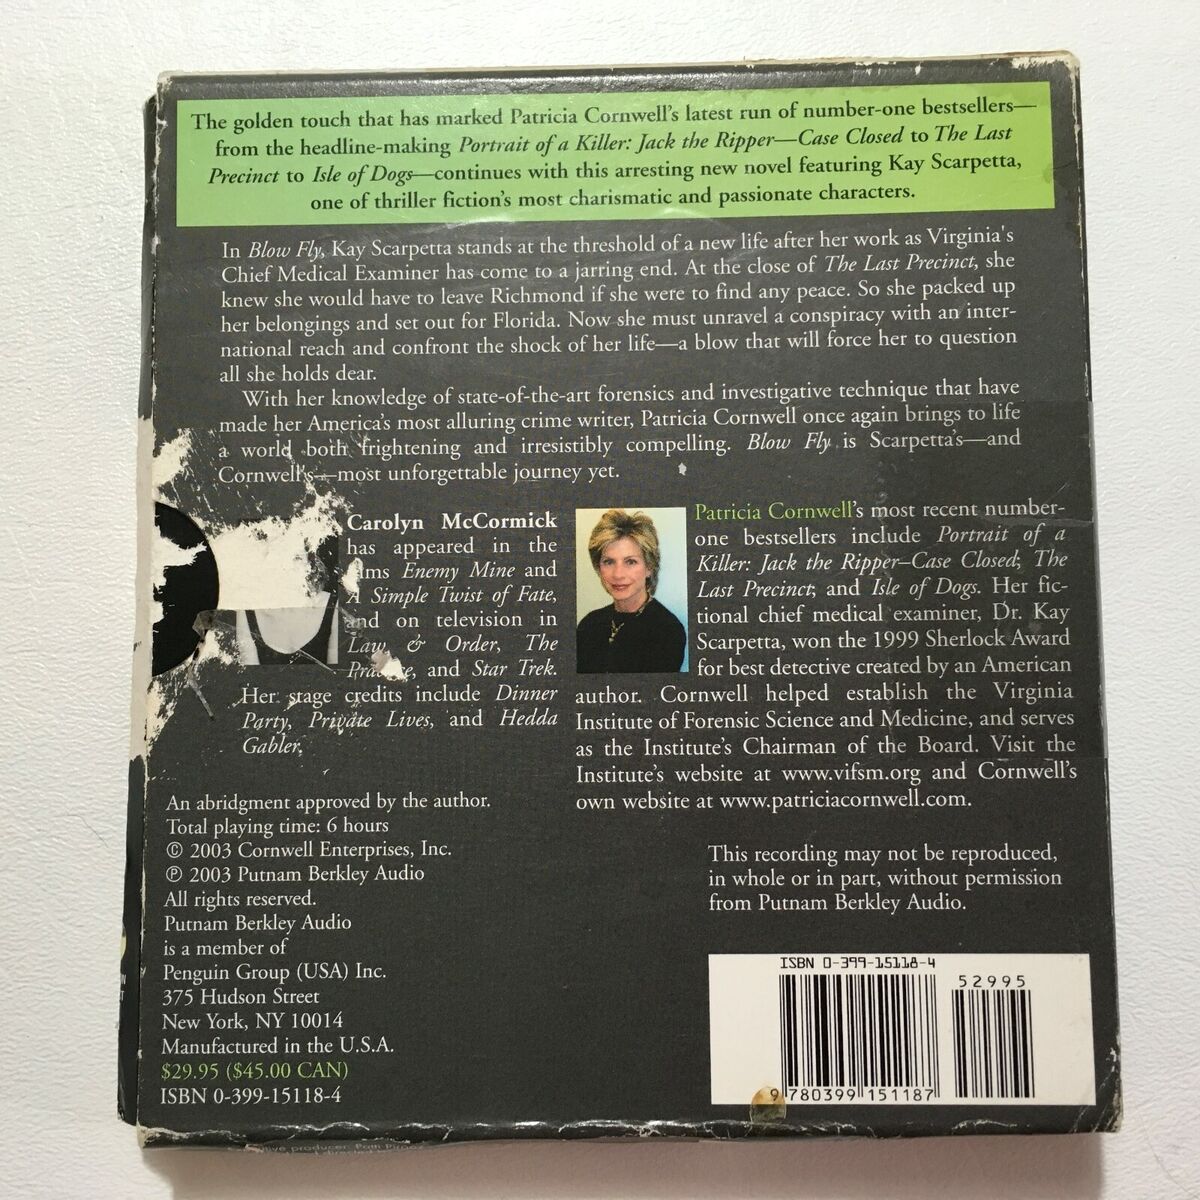 The golden touch that has marked Patricia Cornwell's latest run of number-one bestsellers—
from the headline-making Portrait of a Killer: Jack the Ripper—Case Closed to The Last
Precinct to Isle of Dogs—continues with this arresting new novel featuring Kay Scarpetta,
one of thriller fiction's most charismatic and passionate characters.
In Blow Fly, Kay Scarpetta stands at the threshold of a new life after her work as Virginia's
Chief Medical Examiner has come to a jarring end. At the close of The Last Precinct, she
knew she would have to leave Richmond if she were to find any peace. So she packed up
her belongings and set out for Florida. Now she must unravel a conspiracy with an inter-
national reach and confront the shock of her life—a blow that will force her to question
all she holds dear.
With her knowledge of state-of-the-art forensics and investigative technique that have
made her America's most alluring crime writer, Patricia Cornwell once again brings to life
a world both frightening and irresistibly compelling. Blow Fly is Scarpetta's—and
Cornwell's—most unforgettable journey yet.
Carolyn McCormick
has appeared in the
films Enemy Mine and
A Simple Twist of Fate,
and on television in
Law & Order, The
Practice, and Star Trek.
Her stage credits include Dinner
Party, Private Lives, and Hedda
Gabler.
Patricia Cornwell's most recent number-
one bestsellers include Portrait of a
Killer: Jack the Ripper–Case Closed; The
Last Precinct; and Isle of Dogs. Her fic-
tional chief medical examiner, Dr. Kay
Scarpetta, won the 1999 Sherlock Award
for best detective created by an American
author. Cornwell helped establish the Virginia
Institute of Forensic Science and Medicine, and serves
as the Institute's Chairman of the Board. Visit the
Institute's website at www.vifsm.org and Cornwell's
own website at www.patriciacornwell.com.
An abridgment approved by the author.
Total playing time: 6 hours
© 2003 Cornwell Enterprises, Inc.
℗ 2003 Putnam Berkley Audio
All rights reserved.
Putnam Berkley Audio
is a member of
Penguin Group (USA) Inc.
375 Hudson Street
New York, NY 10014
Manufactured in the U.S.A.
$29.95 ($45.00 CAN)
ISBN 0-399-15118-4
This recording may not be reproduced,
in whole or in part, without permission
from Putnam Berkley Audio.
ISBN 0-399-15118-4
52995
9 780399 151187